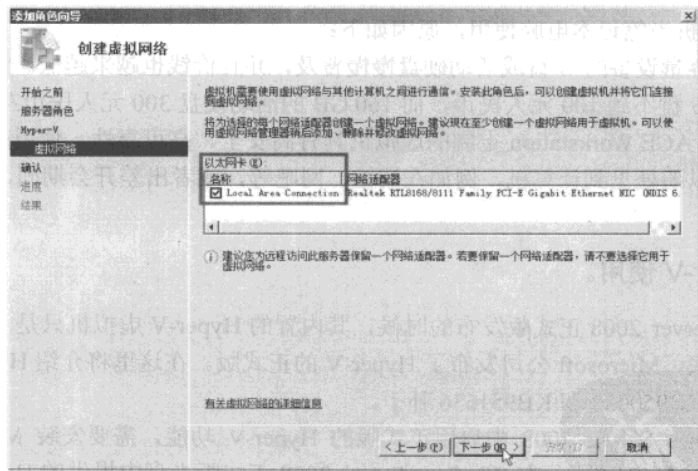 添加角色向导
创建虚拟网络
开始之前
服务器角色
Hyper-V
虚拟网络
确认
进度
结果
虚拟机需要使用虚拟网络与其他计算机之间进行通信。安装此角色后，可以创建虚拟机并将它们连接
到虚拟网络。
将为选择的每个网络适配器创建一个虚拟网络。建议现在至少创建一个虚拟网络用于虚拟机。可以使
用虚拟网络管理器稍后添加、删除并修改虚拟网络。
以太网卡(E):
名称 网络适配器
Local Area Connection Realtek RTL8168/8111 Family PCI-E Gigabit Ethernet NIC (NDIS 6.
建议您为远程访问此服务器保留一个网络适配器。若要保留一个网络适配器，请不要选择它用于
虚拟网络。
有关虚拟网络的详细信息
< 上一步(P) 下一步(N) > 取消